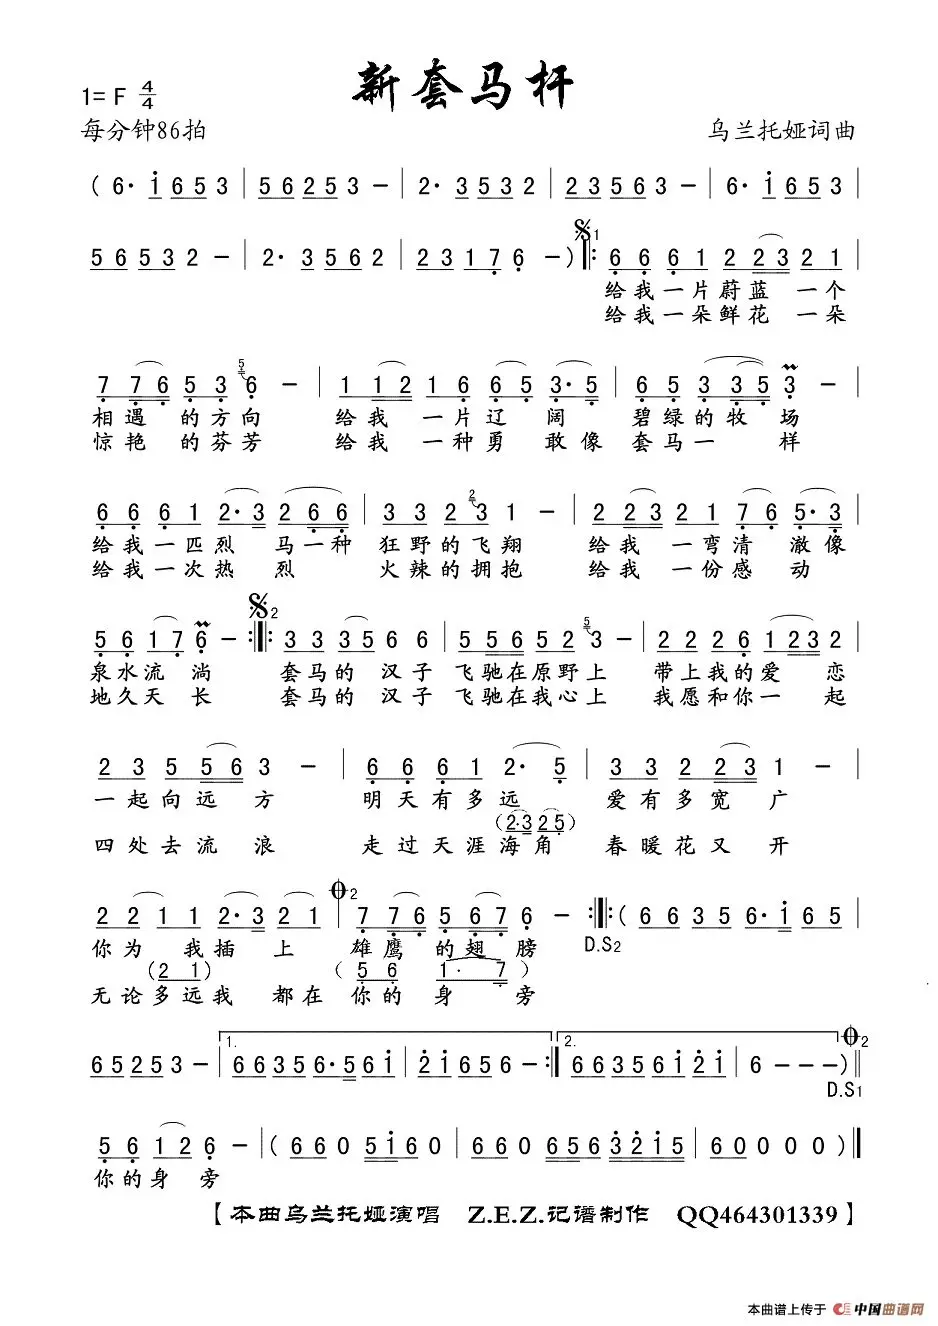 新套马杆
1= F 4/4
每分钟86拍
乌兰托娅词曲
( 6· i 6 5 3 | 5 6 2 5 3 - | 2· 3 5 3 2 | 2 3 5 6 3 - | 6· i 6 5 3 |
5 6 5 3 2 - | 2· 3 5 6 2 | 2 3 1 7 6 - ) 𝄋1 ‖: 6 6 6 1 2 2 3 2 1 |
给我一片蔚蓝 一个
给我一朵鲜花 一朵
7 7 6 5 3 5 6 - | 1 1 2 1 6 6 5 3· 5 | 6 5 3 3 5 3 - |
相遇 的方向 给我 一片辽 阔 碧绿的牧 场
惊艳 的芬芳 给我 一种勇 敢像 套马一 样
6 6 6 1 2· 3 2 6 6 | 3 3 2 2 3 1 - | 2 2 3 2 1 7 6 5· 3 |
给我一匹烈 马一种 狂野的飞翔 给我 一弯清 澈像
给我一次热 烈 火辣的拥抱 给我 一份感 动
5 6 1 7 6 - 𝄋2 :‖: 3 3 3 5 6 6 | 5 5 6 5 2 5 3 - | 2 2 2 6 1 2 3 2 |
泉水流 淌 套马的 汉子 飞驰在原野上 带上我的爱 恋
地久天 长 套马的 汉子 飞驰在我心上 我愿和你一 起
2 3 5 5 6 3 - | 6 6 6 1 2· 5 | 3 3 2 2 3 1 - |
一起向远 方 明天有多远 爱有多宽 广
(2·3 2 5)
四处去流 浪 走过天涯海角 春暖花又 开
2 2 1 1 2· 3 2 1 𝄌2 7 7 6 5 6 7 6 - :‖: ( 6 6 3 5 6· i 6 5 |
你为 我插 上 雄鹰 的翅 膀 D.S2
(2 1) ( 5 6 1· 7 )
无论多远我 都在 你的 身 旁
6 5 2 5 3 - | 1. 6 6 3 5 6· 5 6 i | 2 i 6 5 6 - :‖ 2. 6 6 3 5 6 i 2 i | 6 - - - ) ‖ 𝄌2
D.S1
5 6 1 2 6 - | ( 6 6 0 5 i 6 0 | 6 6 0 6 5 6 3 2 i 5 | 6 0 0 0 0 ) ‖
你的身 旁
【本曲乌兰托娅演唱 Z.E.Z.记谱制作 QQ464301339】
本曲谱上传于 中国曲谱网